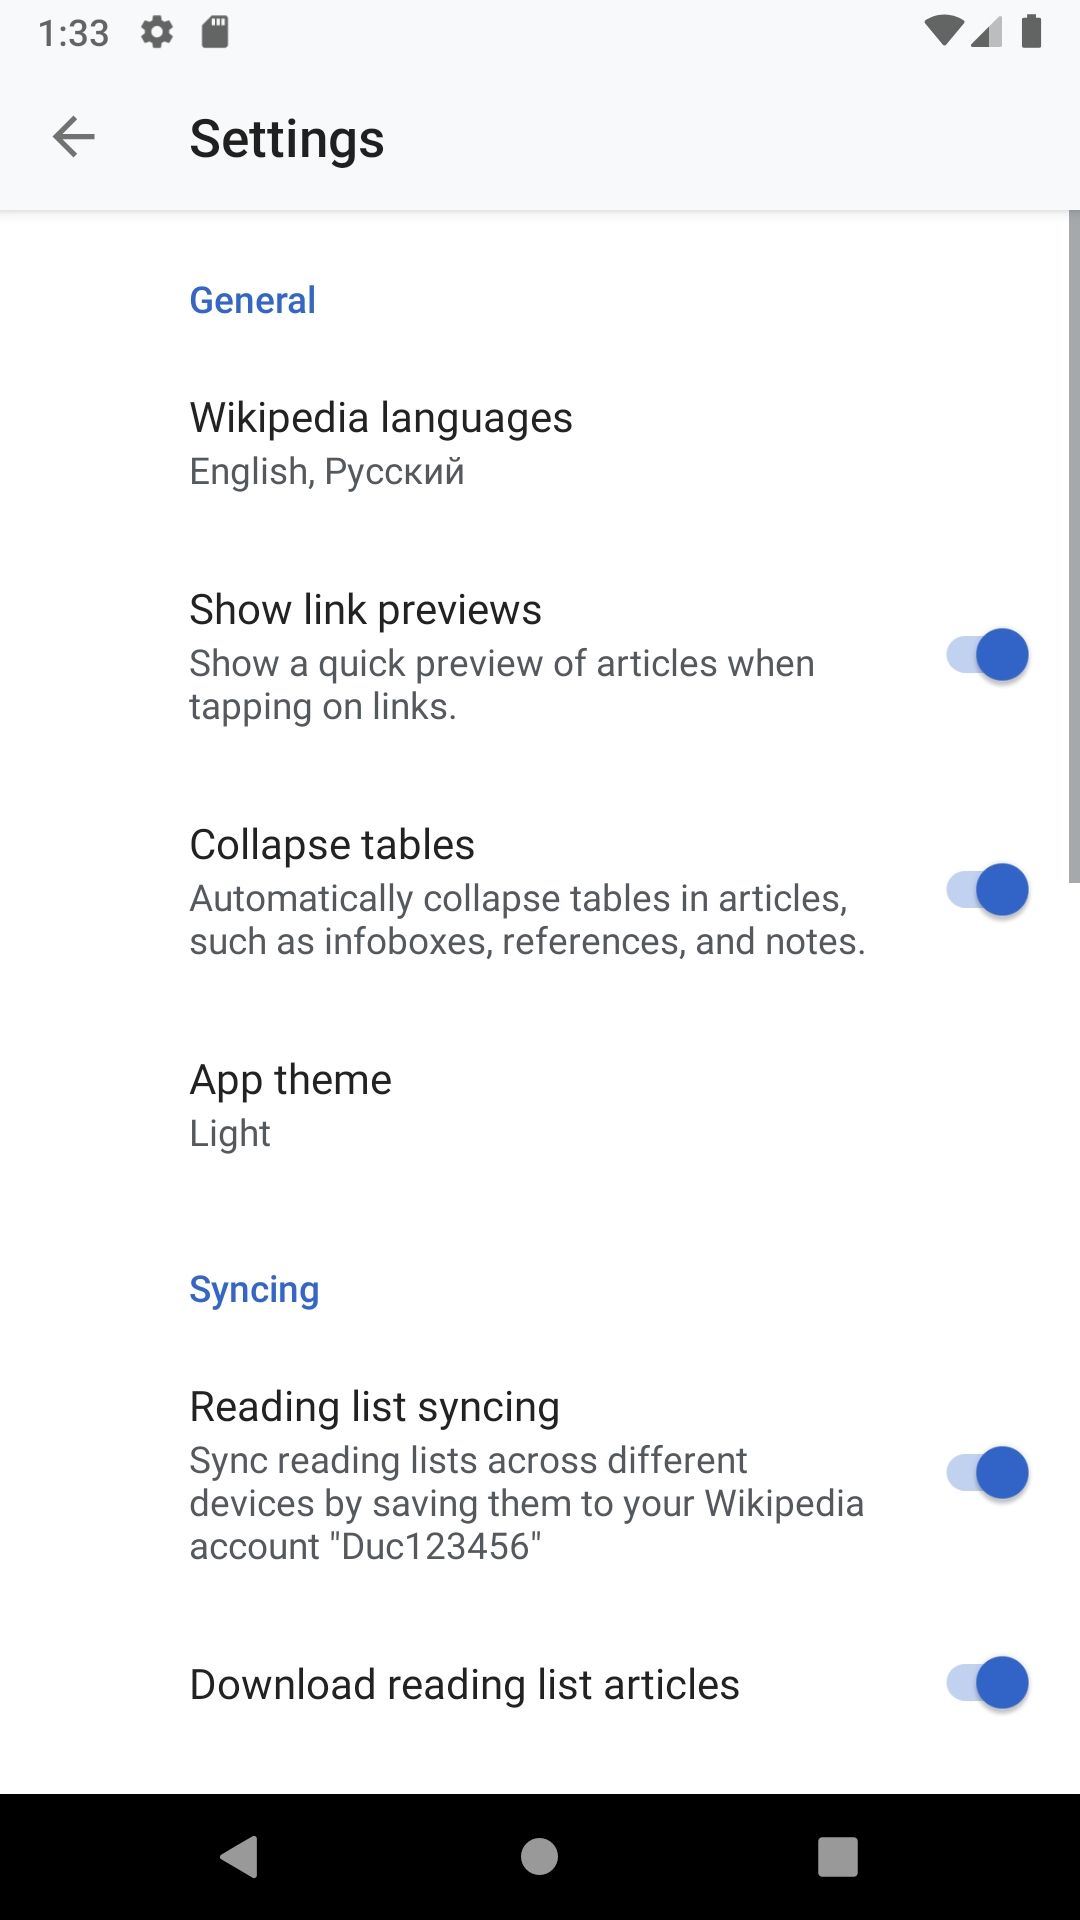 1:33
Settings
General
Wikipedia languages
English, Русский
Show link previews
Show a quick preview of articles when
tapping on links.
Collapse tables
Automatically collapse tables in articles,
such as infoboxes, references, and notes.
App theme
Light
Syncing
Reading list syncing
Sync reading lists across different
devices by saving them to your Wikipedia
account "Duc123456"
Download reading list articles